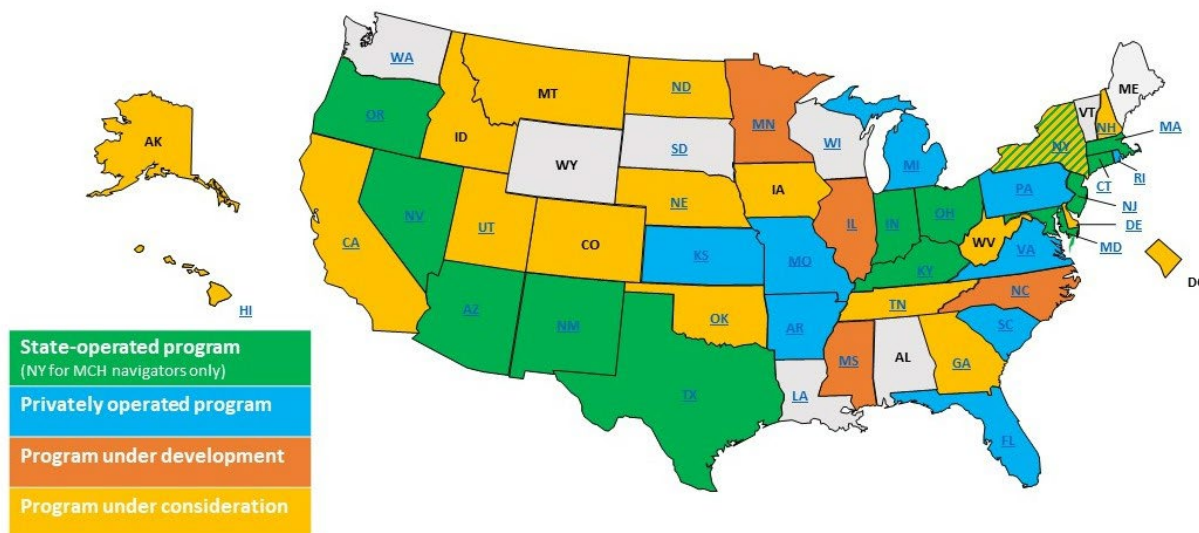 WA
MT
ND
MN
ME
VT
NH
MA
OR
ID
SD
WI
MI
NY
AK
WY
RI
CT
PA
NJ
IA
NE
NV
UT
CO
CA
IL
IN
OH
WV
DE
MD
VA
KS
MO
KY
HI
AZ
NM
OK
AR
TN
NC
SC
MS
AL
GA
TX
LA
FL
State-operated program
(NY for MCH navigators only)
Privately operated program
Program under development
Program under consideration